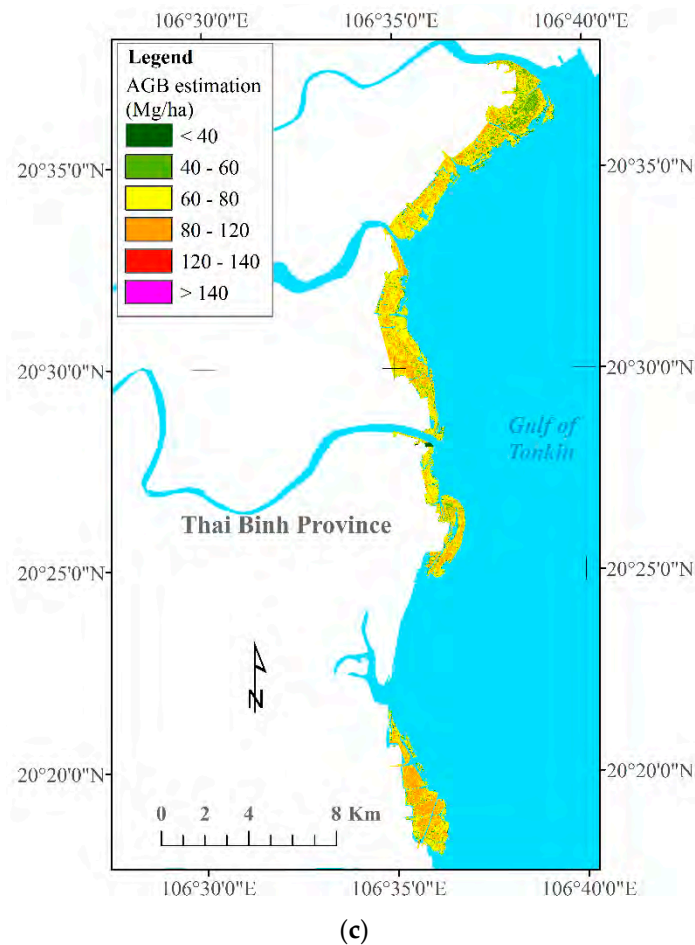 106°30'0"E 106°35'0"E 106°40'0"E
Legend
AGB estimation
(Mg/ha)
< 40
40 - 60
60 - 80
80 - 120
120 - 140
> 140
20°35'0"N 20°35'0"N
20°30'0"N 20°30'0"N
Gulf of
Tonkin
Thai Binh Province
20°25'0"N 20°25'0"N
N
20°20'0"N 20°20'0"N
0 2 4 8 Km
106°30'0"E 106°35'0"E 106°40'0"E
(c)